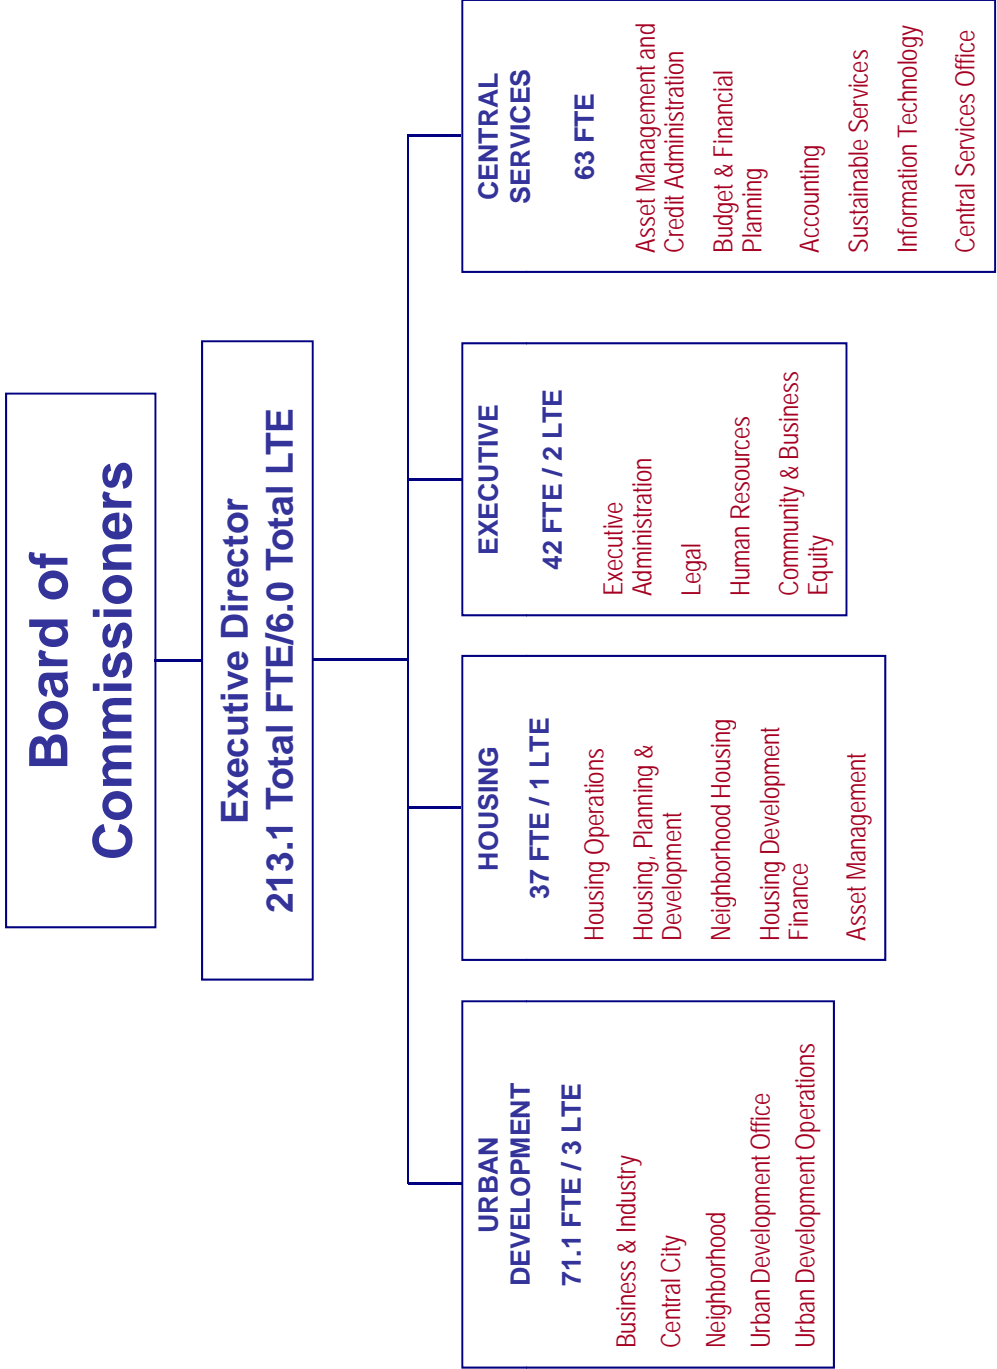 Board of
Commissioners
Executive Director
213.1 Total FTE/6.0 Total LTE
URBAN
DEVELOPMENT
71.1 FTE / 3 LTE
Business & Industry
Central City
Neighborhood
Urban Development Office
Urban Development Operations
HOUSING
37 FTE / 1 LTE
Housing Operations
Housing, Planning &
Development
Neighborhood Housing
Housing Development
Finance
Asset Management
EXECUTIVE
42 FTE / 2 LTE
Executive
Administration
Legal
Human Resources
Community & Business
Equity
CENTRAL
SERVICES
63 FTE
Asset Management and
Credit Administration
Budget & Financial
Planning
Accounting
Sustainable Services
Information Technology
Central Services Office